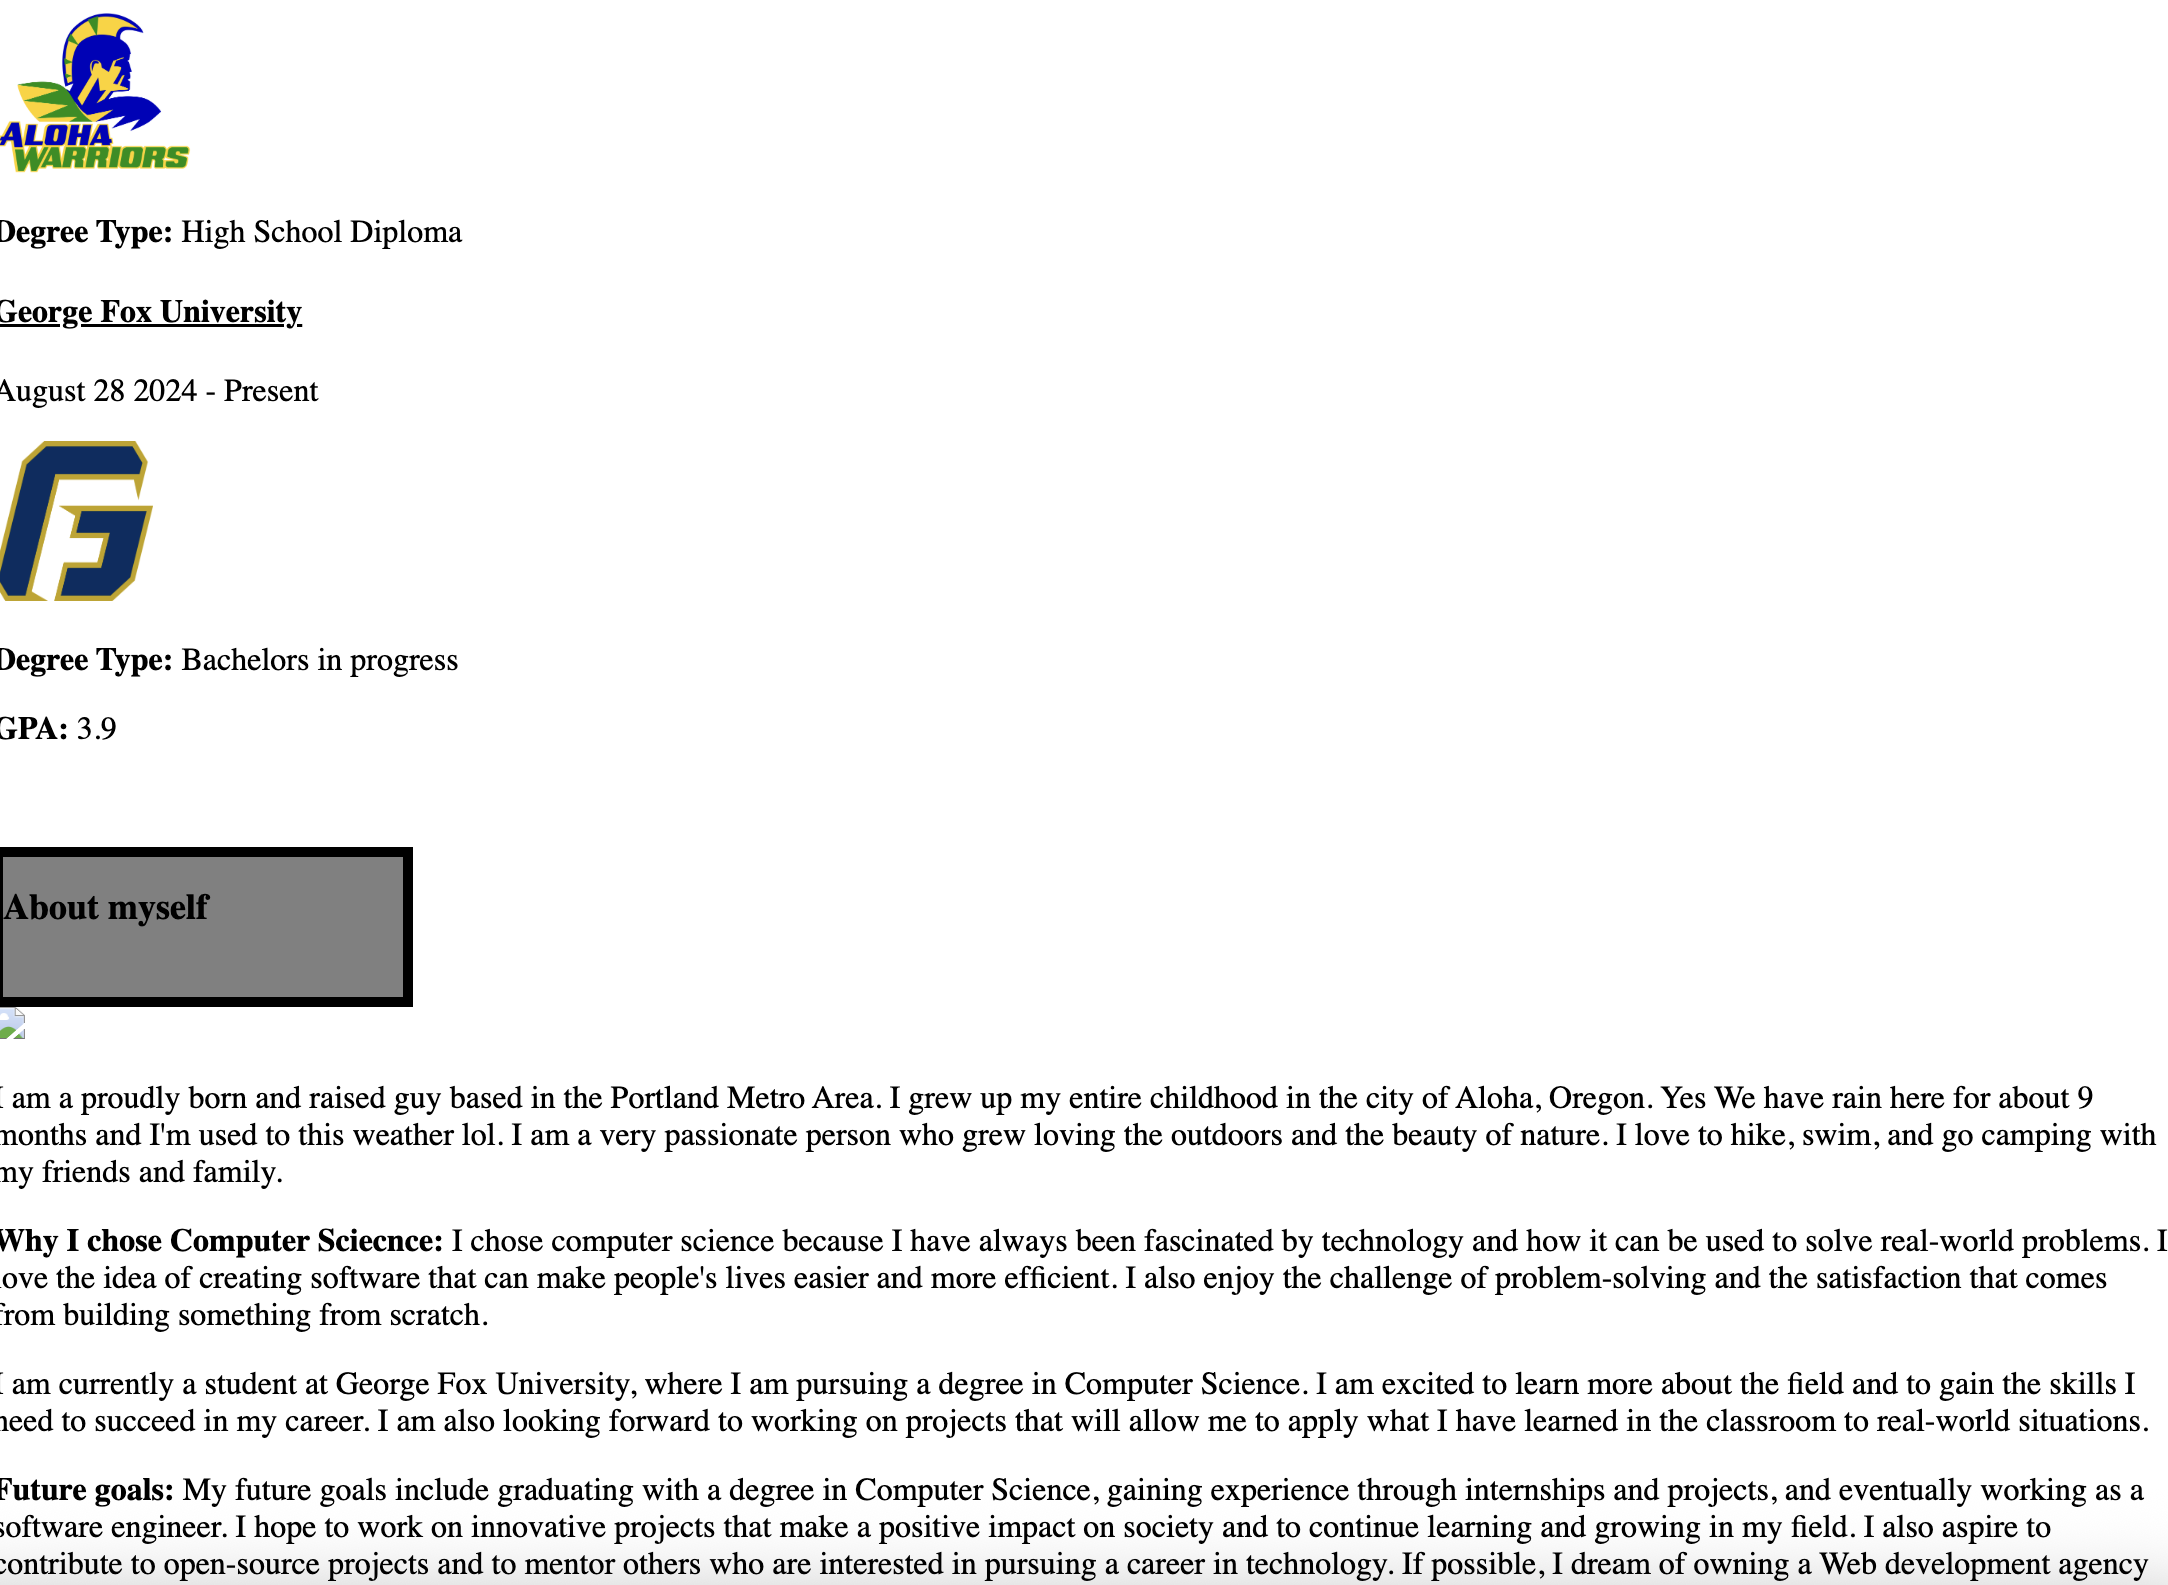 ALOHA
WARRIORS
Degree Type: High School Diploma
George Fox University
August 28 2024 - Present
GF
Degree Type: Bachelors in progress
GPA: 3.9
About myself
I am a proudly born and raised guy based in the Portland Metro Area. I grew up my entire childhood in the city of Aloha, Oregon. Yes We have rain here for about 9
months and I'm used to this weather lol. I am a very passionate person who grew loving the outdoors and the beauty of nature. I love to hike, swim, and go camping with
my friends and family.
Why I chose Computer Sciecnce: I chose computer science because I have always been fascinated by technology and how it can be used to solve real-world problems. I
love the idea of creating software that can make people's lives easier and more efficient. I also enjoy the challenge of problem-solving and the satisfaction that comes
from building something from scratch.
I am currently a student at George Fox University, where I am pursuing a degree in Computer Science. I am excited to learn more about the field and to gain the skills I
need to succeed in my career. I am also looking forward to working on projects that will allow me to apply what I have learned in the classroom to real-world situations.
Future goals: My future goals include graduating with a degree in Computer Science, gaining experience through internships and projects, and eventually working as a
software engineer. I hope to work on innovative projects that make a positive impact on society and to continue learning and growing in my field. I also aspire to
contribute to open-source projects and to mentor others who are interested in pursuing a career in technology. If possible, I dream of owning a Web development agency